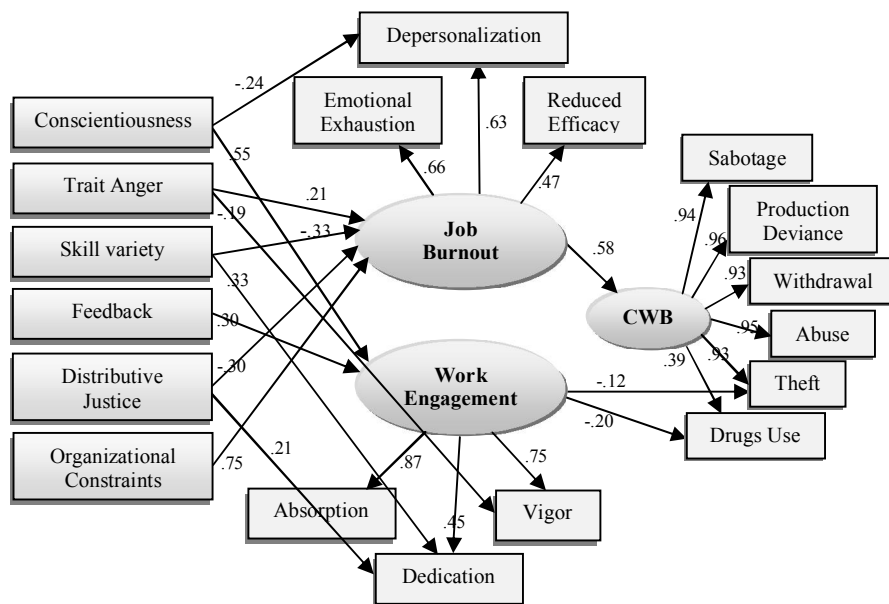 Depersonalization
-.24
Emotional
Exhaustion
Reduced
Efficacy
.63
Conscientiousness
.55
.66
.47
Sabotage
Trait Anger
.21
-.19
.94
Production
Deviance
.96
Job
Burnout
Skill variety
-.33
.33
.58
.93
Withdrawal
Feedback
.30
CWB
.95
Abuse
.39
.93
Distributive
Justice
-.30
Work
Engagement
-.12
Theft
-.20
Drugs Use
Organizational
Constraints
.75
.21
.87
.75
Absorption
.45
Vigor
Dedication